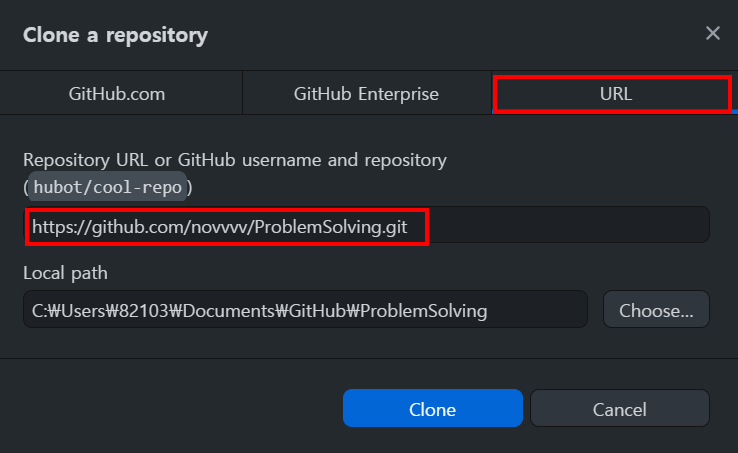 Clone a repository
GitHub.com
GitHub Enterprise
URL
Repository URL or GitHub username and repository
(hubot/cool-repo)
https://github.com/novvvv/ProblemSolving.git
Local path
C:₩Users₩82103₩Documents₩GitHub₩ProblemSolving
Choose...
Clone
Cancel